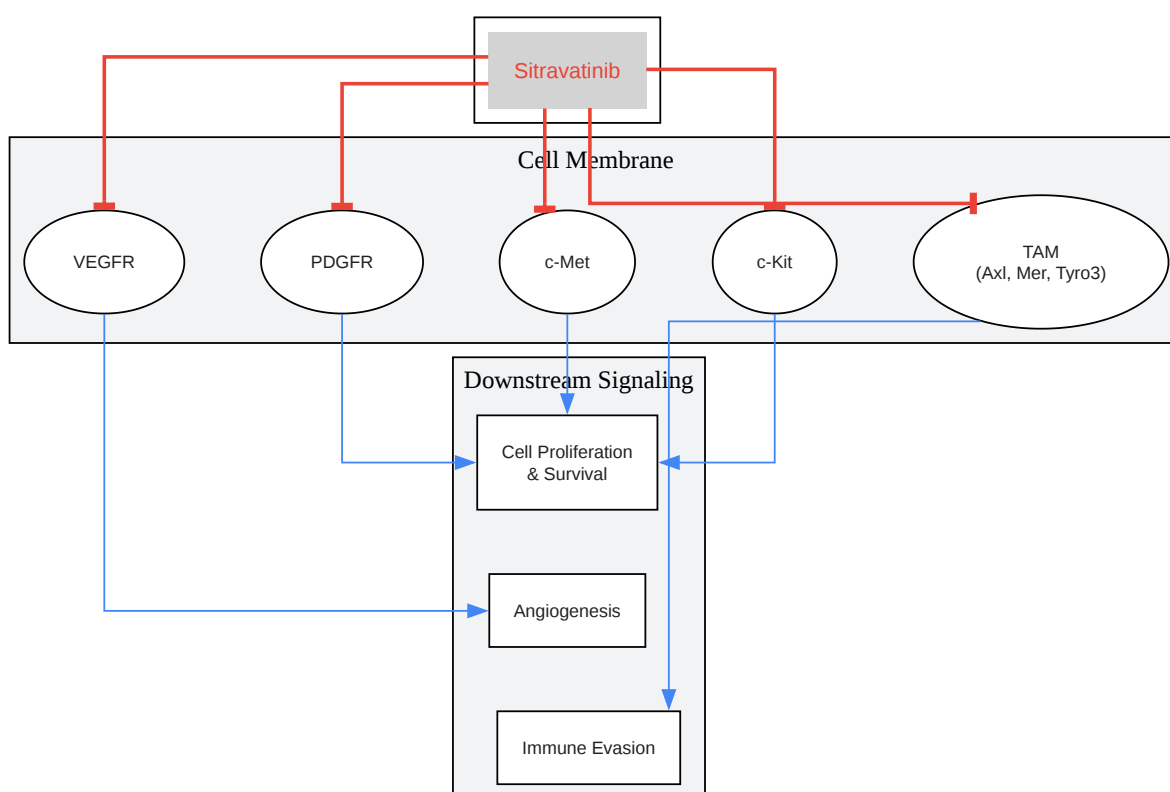 Sitravatinib
Cell Membrane
VEGFR
PDGFR
c-Met
c-Kit
TAM
(Axl, Mer, Tyro3)
Downstream Signaling
Cell Proliferation
& Survival
Angiogenesis
Immune Evasion